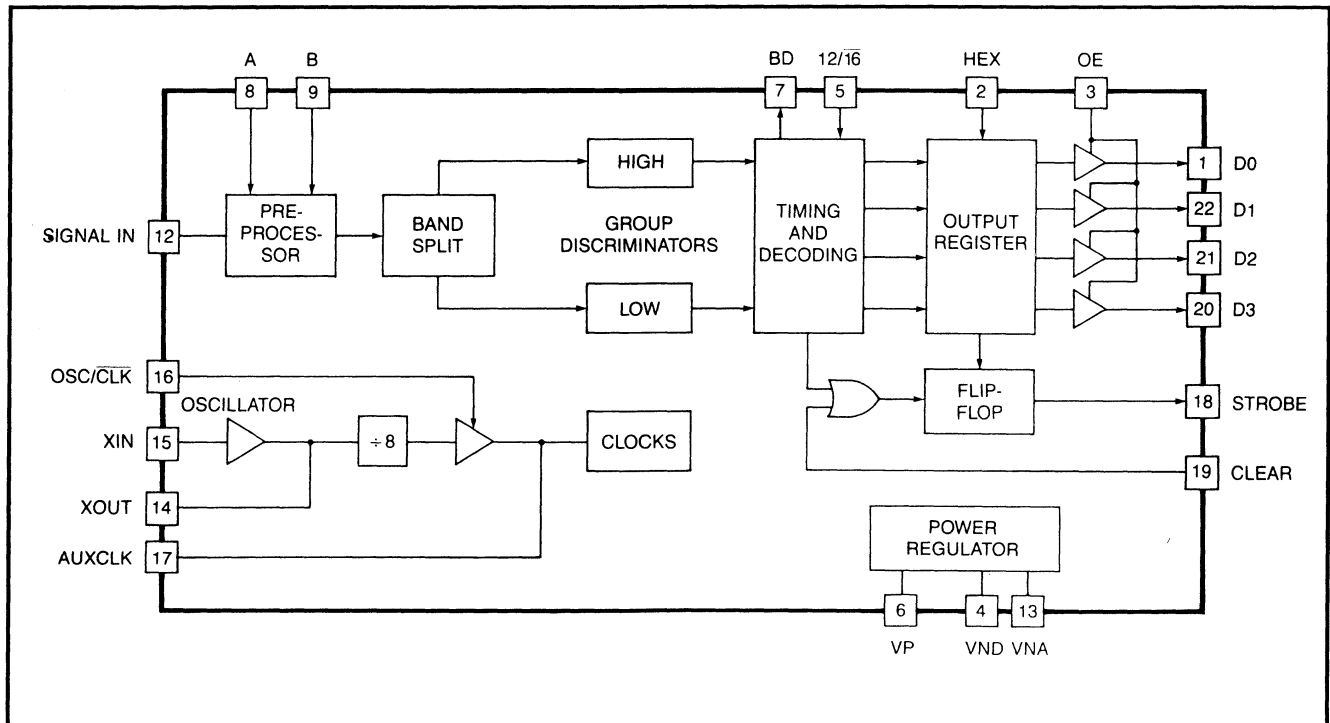 A B BD 12/1̅6̅ HEX OE
8 9 7 5 2 3
HIGH
1 D0
PRE-
PROCES-
SOR
SIGNAL IN 12
BAND
SPLIT
GROUP
DISCRIMINATORS
TIMING
AND
DECODING
OUTPUT
REGISTER
22 D1
21 D2
LOW
20 D3
OSC/C̅L̅K̅ 16
OSCILLATOR
FLIP-
FLOP
18 STROBE
XIN 15
÷8
CLOCKS
19 CLEAR
XOUT 14
AUXCLK 17
POWER
REGULATOR
6 4 13
VP VND VNA